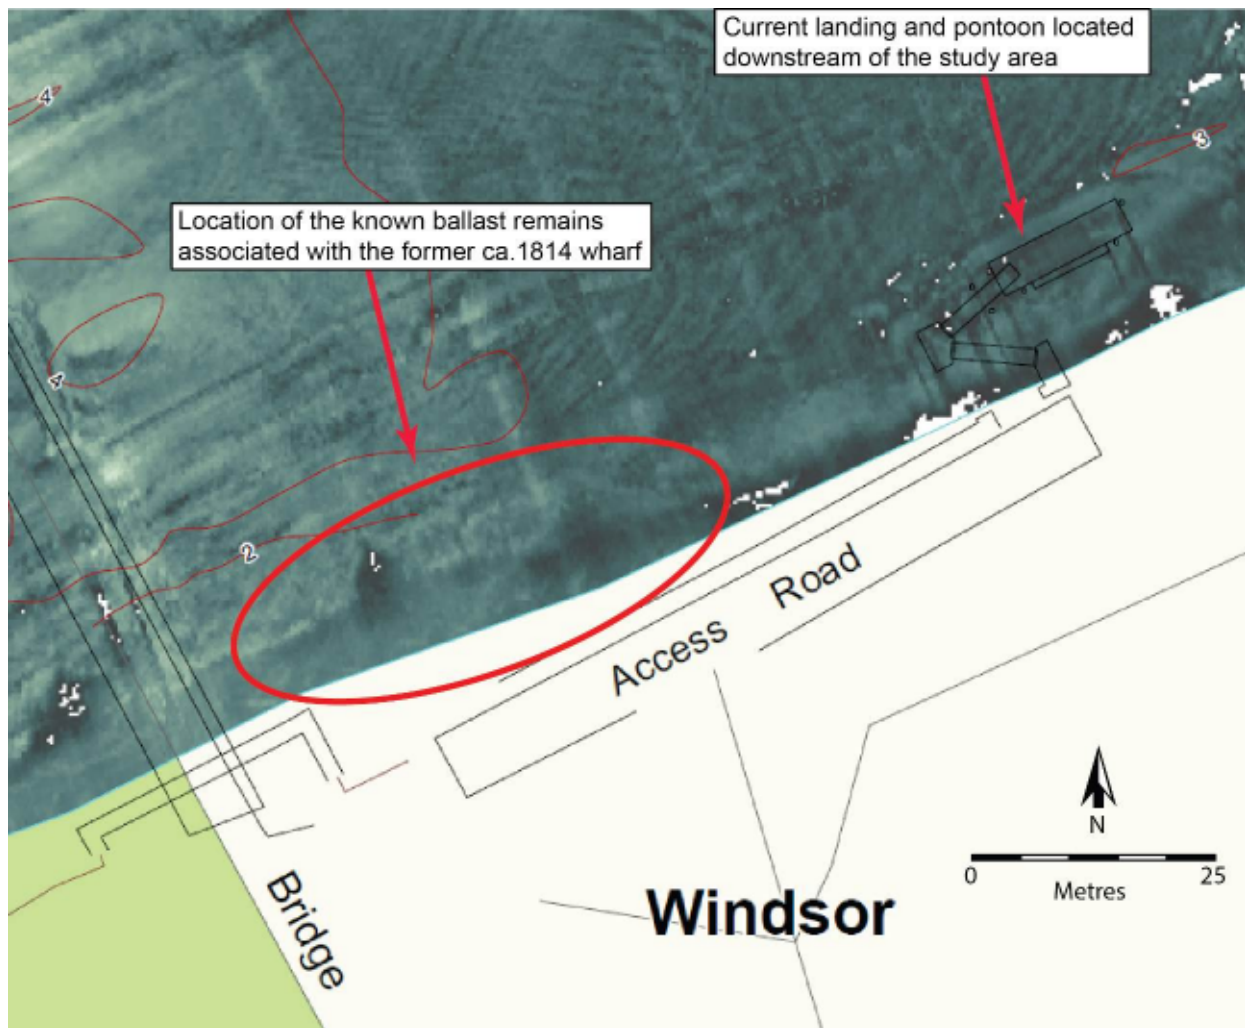 Current landing and pontoon located
downstream of the study area
4
3
Location of the known ballast remains
associated with the former ca.1814 wharf
4
2
Access Road
N
0 25
Metres
Windsor
Bridge